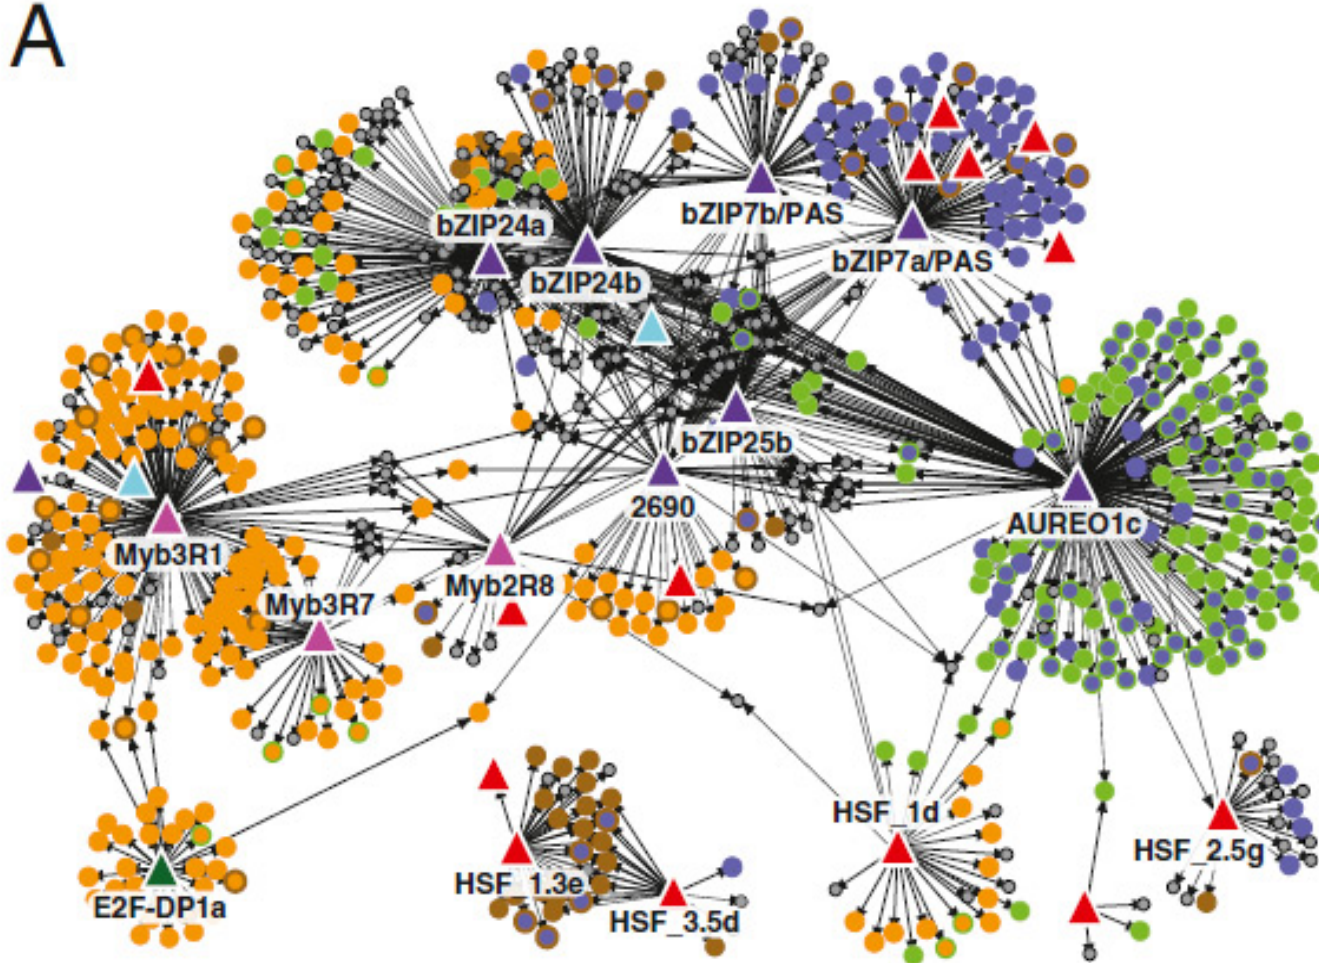 A
bZIP24a
bZIP24b
bZIP7b/PAS
bZIP7a/PAS
bZIP25b
2690
AUREO1c
Myb3R1
Myb3R7
Myb2R8
E2F-DP1a
HSF_1.3e
HSF_3.5d
HSF_1d
HSF_2.5g